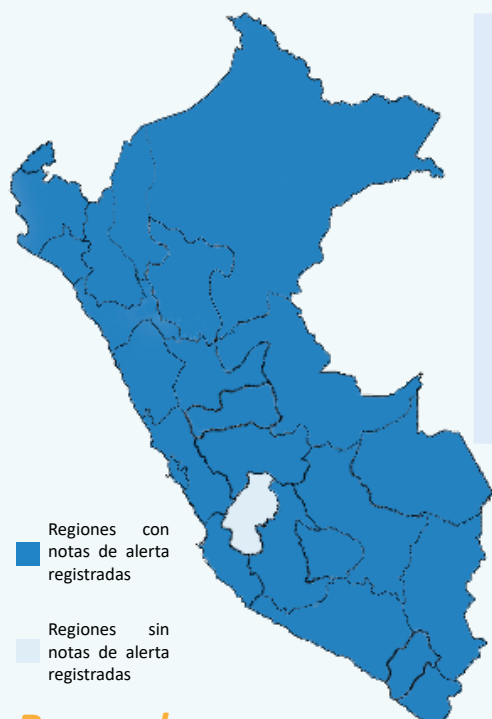 Regiones con
notas de alerta
registradas
Regiones sin
notas de alerta
registradas